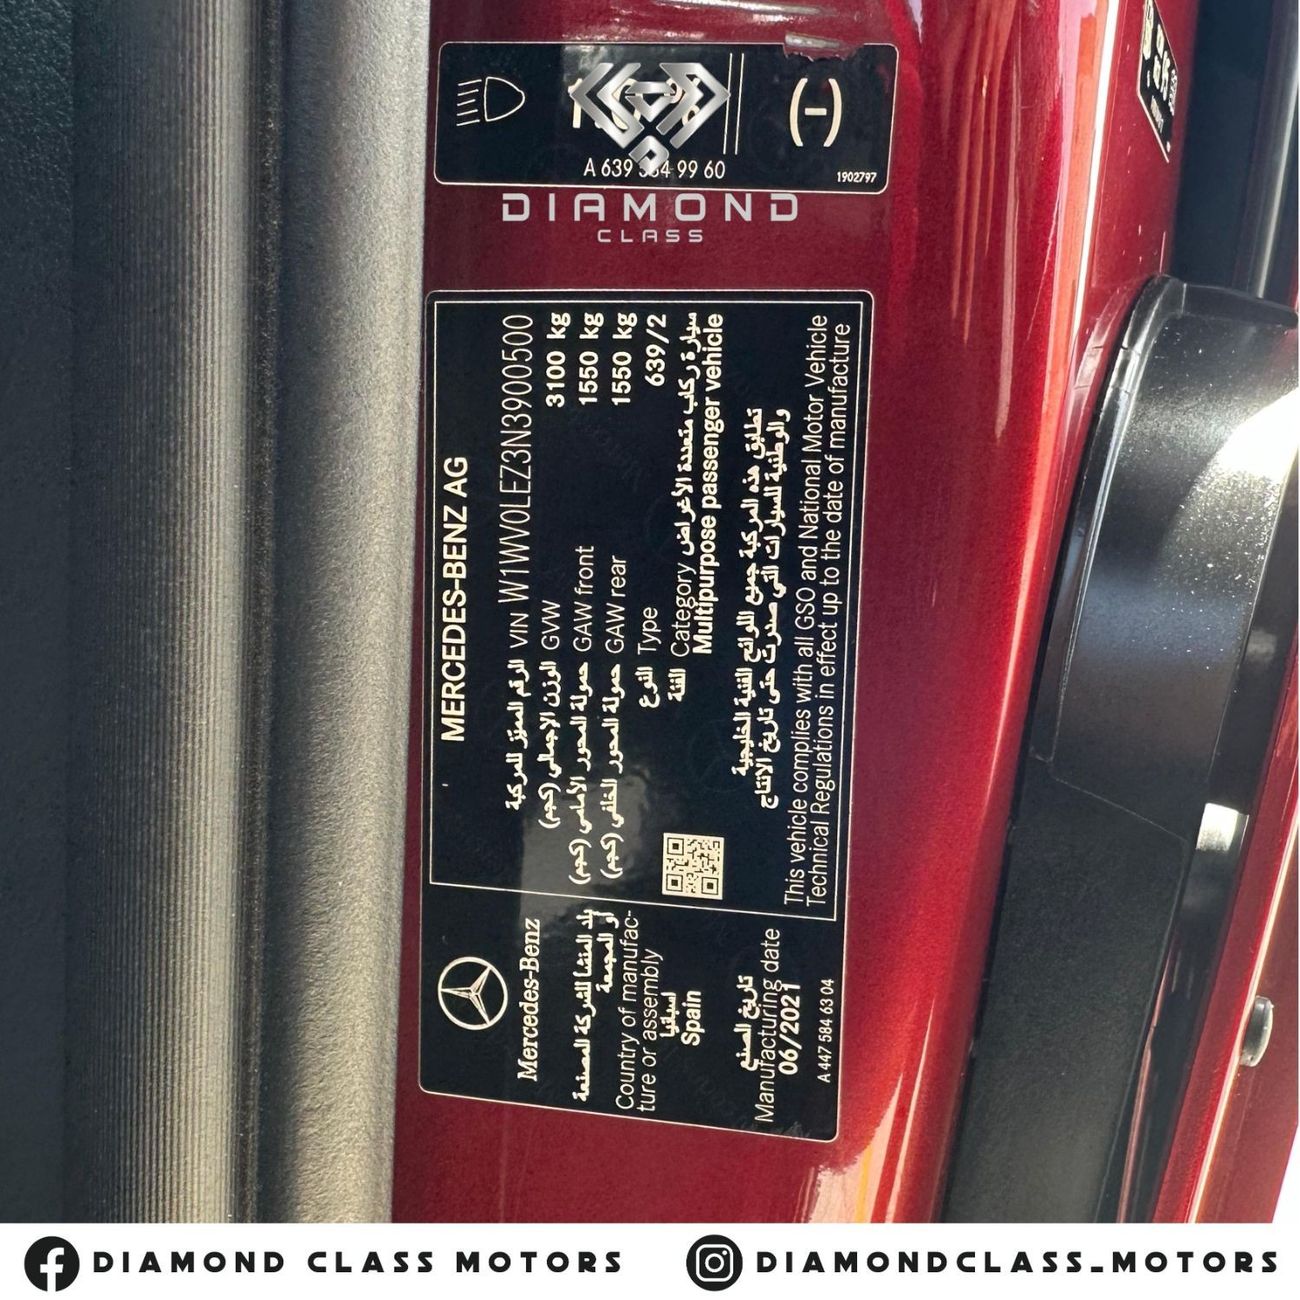 A 639 584 99 60
1902797
(-)
DIAMOND
CLASS
MERCEDES-BENZ AG
الرقم المميّز للمركبة VIN W1WV0LEZ3N3900500
الوزن الإجمالي (كجم) GVW 3100 kg
حمولة المحور الأمامي (كجم) GAW front 1550 kg
حمولة المحور الخلفي (كجم) GAW rear 1550 kg
النوع Type 639/2
الفئة Category سيارة ركاب متعددة الأغراض
Multipurpose passenger vehicle
تطابق هذه المركبة جميع اللوائح الفنية الخليجية
والوطنية للسيارات التي صدرت حتى تاريخ الانتاج
This vehicle complies with all GSO and National Motor Vehicle
Technical Regulations in effect up to the date of manufacture
Mercedes-Benz
بلد المنشأ للشركة المصنعة
أو المجمعة
Country of manufac-
ture or assembly
اسبانيا
Spain
تاريخ الصنع
Manufacturing date
06/2021
A 447 584 63 04
DIAMOND CLASS MOTORS
DIAMONDCLASS_MOTORS